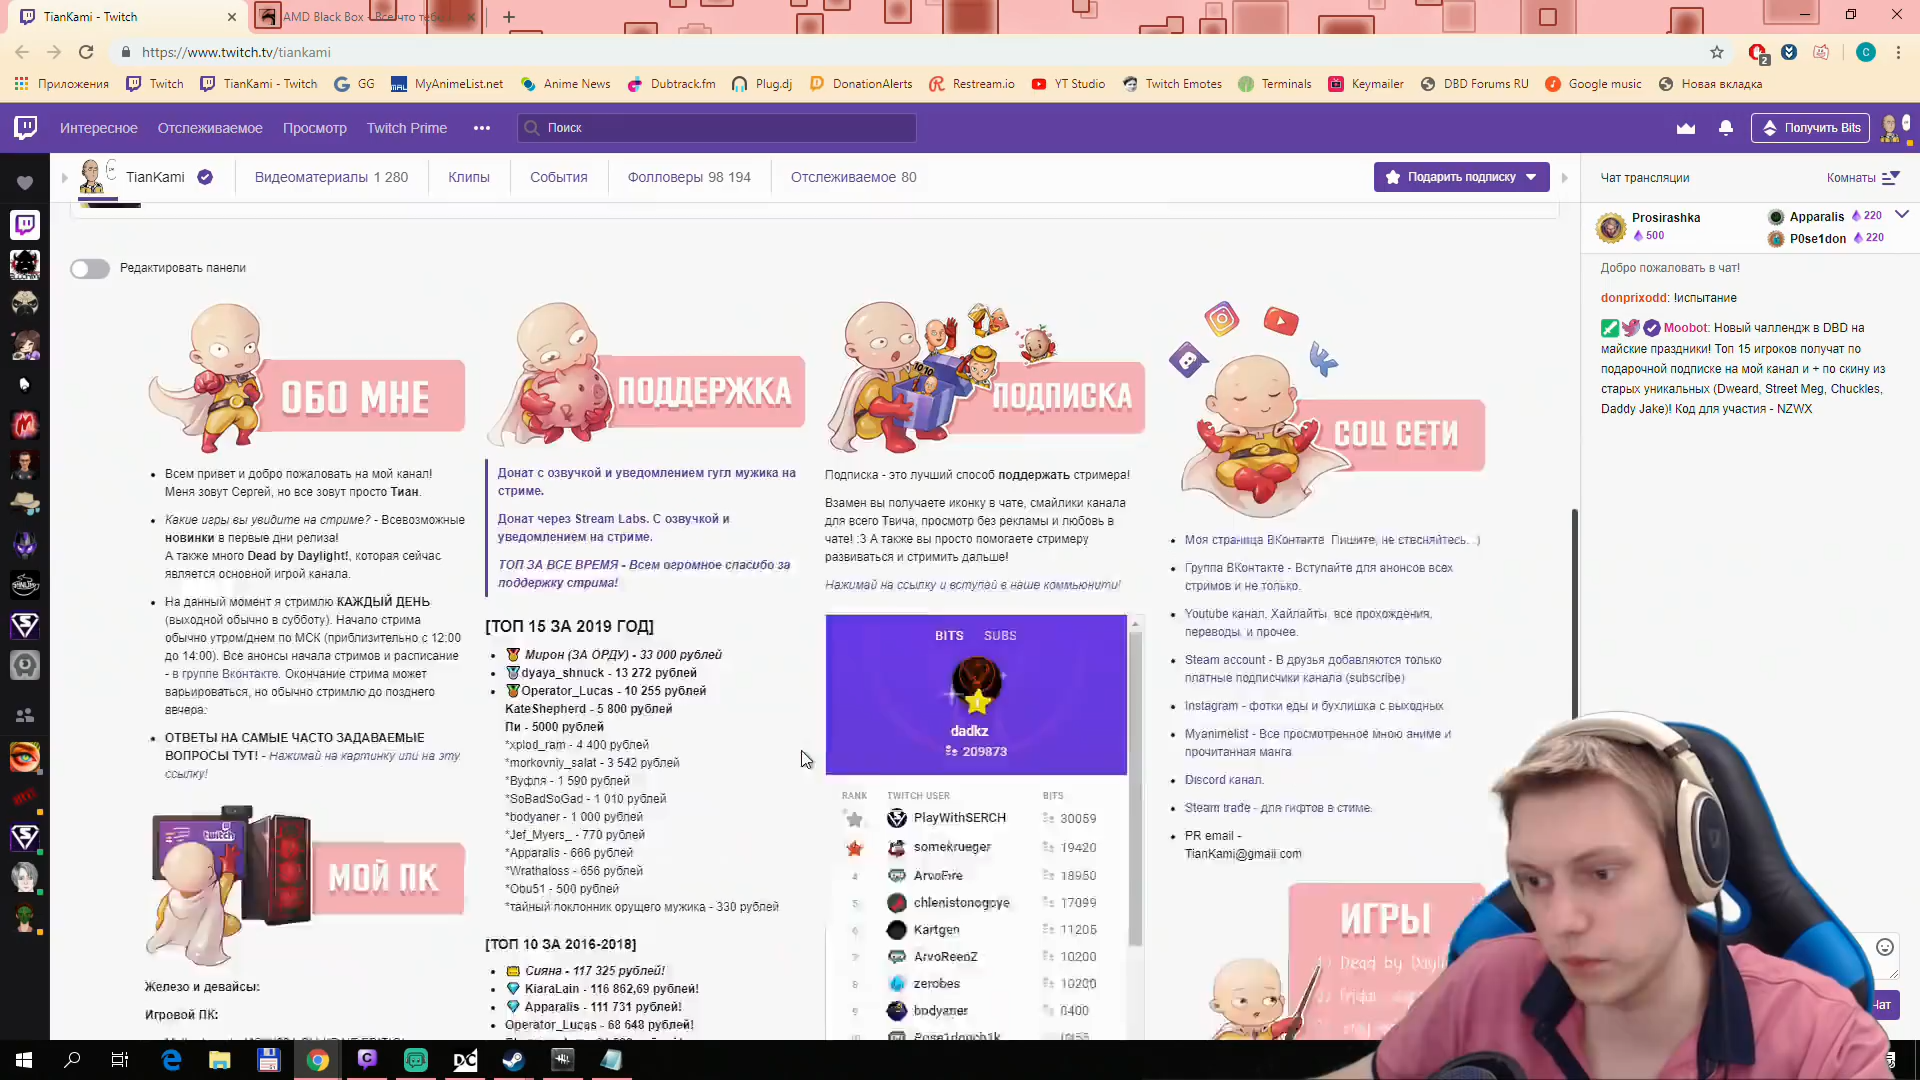 TianKami - Twitch
AMD Black Box - Все что тебе
https://www.twitch.tv/tiankami
2
C
Приложения
Twitch
TianKami - Twitch
GG
MyAnimeList.net
Anime News
Dubtrack.fm
Plug.dj
DonationAlerts
Restream.io
YT Studio
Twitch Emotes
Terminals
Keymailer
DBD Forums RU
Google music
Новая вкладка
Интересное
Отслеживаемое
Просмотр
Twitch Prime
Поиск
Получить Bits
TianKami
Видеоматериалы 1 280
Клипы
События
Фолловеры 98 194
Отслеживаемое 80
Подарить подписку
Чат трансляции
Комнаты
Prosirashka
500
Apparalis 220
P0se1don 220
Добро пожаловать в чат!
donprixodd: !испытание
Moobot: Новый чаллендж в DBD на
майские праздники! Топ 15 игроков получат по
подарочной подписке на мой канал и + по скину из
старых уникальных (Dweard, Street Meg, Chuckles,
Daddy Jake)! Код для участия - NZWX
Редактировать панели
ОБО МНЕ
Всем привет и добро пожаловать на мой канал!
Меня зовут Сергей, но все зовут просто Тиан.
Какие игры вы увидите на стриме? - Всевозможные
новинки в первые дни релиза!
А также много Dead by Daylight!, которая сейчас
является основной игрой канала.
На данный момент я стримлю КАЖДЫЙ ДЕНЬ
(выходной обычно в субботу). Начало стрима
обычно утром/днем по МСК (приблизительно с 12:00
до 14:00). Все анонсы начала стримов и расписание
- в группе Вконтакте. Окончание стрима может
варьироваться, но обычно стримлю до позднего
вечера.
ОТВЕТЫ НА САМЫЕ ЧАСТО ЗАДАВАЕМЫЕ
ВОПРОСЫ ТУТ! - Нажимай на картинку или на эту
ссылку!
twitch
МОЙ ПК
Железо и девайсы:
Игровой ПК:
ПОДДЕРЖКА
Донат с озвучкой и уведомлением гугл мужика на
стриме.
Донат через Stream Labs. С озвучкой и
уведомлением на стриме.
ТОП ЗА ВСЕ ВРЕМЯ - Всем огромное спасибо за
поддержку стрима!
[ТОП 15 ЗА 2019 ГОД]
Мирон (ЗА ОРДУ) - 33 000 рублей
dyaya_shnuck - 13 272 рублей
Operator_Lucas - 10 255 рублей
KateShepherd - 5 800 рублей
Пи - 5000 рублей
*xplod_ram - 4 400 рублей
*morkovniy_salat - 3 542 рублей
*Вуфля - 1 590 рублей
*SoBadSoGad - 1 010 рублей
*bodyaner - 1 000 рублей
*Jef_Myers_ - 770 рублей
*Apparalis - 666 рублей
*Wrathaloss - 656 рублей
*Obu51 - 500 рублей
*тайный поклонник орущего мужика - 330 рублей
[ТОП 10 ЗА 2016-2018]
Сияна - 117 325 рублей!
KiaraLain - 116 862,69 рублей!
Apparalis - 111 731 рублей!
Operator_Lucas - 68 648 рублей!
ПОДПИСКА
Подписка - это лучший способ поддержать стримера!
Взамен вы получаете иконку в чате, смайлики канала
для всего Твича, просмотр без рекламы и любовь в
чате! :3 А также вы просто помогаете стримеру
развиваться и стримить дальше!
Нажимай на ссылку и вступай в наше коммьюнити!
BITS SUBS
dadkz
209873
RANK TWITCH USER BITS
PlayWithSERCH 30059
somekrueger 19420
4 ArvoFire 18950
5 chlenistonogoye 17099
6 Kartgen 11205
7 ArvoReenZ 10200
8 zerobes 10200
9 bodyaner
10
СОЦ СЕТИ
Моя страница ВКонтакте Пишите, не стесняйтесь. :)
Группа ВКонтакте - Вступайте для анонсов всех
стримов и не только.
Youtube канал. Хайлайты, все прохождения,
переводы, и прочее.
Steam account - В друзья добавляются только
платные подписчики канала (subscribe)
Instagram - фотки еды и бухлишка с выходных
Myanimelist - Все просмотренное мною аниме и
прочитанная манга
Discord канал.
Steam trade - для гифтов в стиме.
PR email -
TianKami@gmail com
ИГРЫ
1) Dead by Dayli
Чат